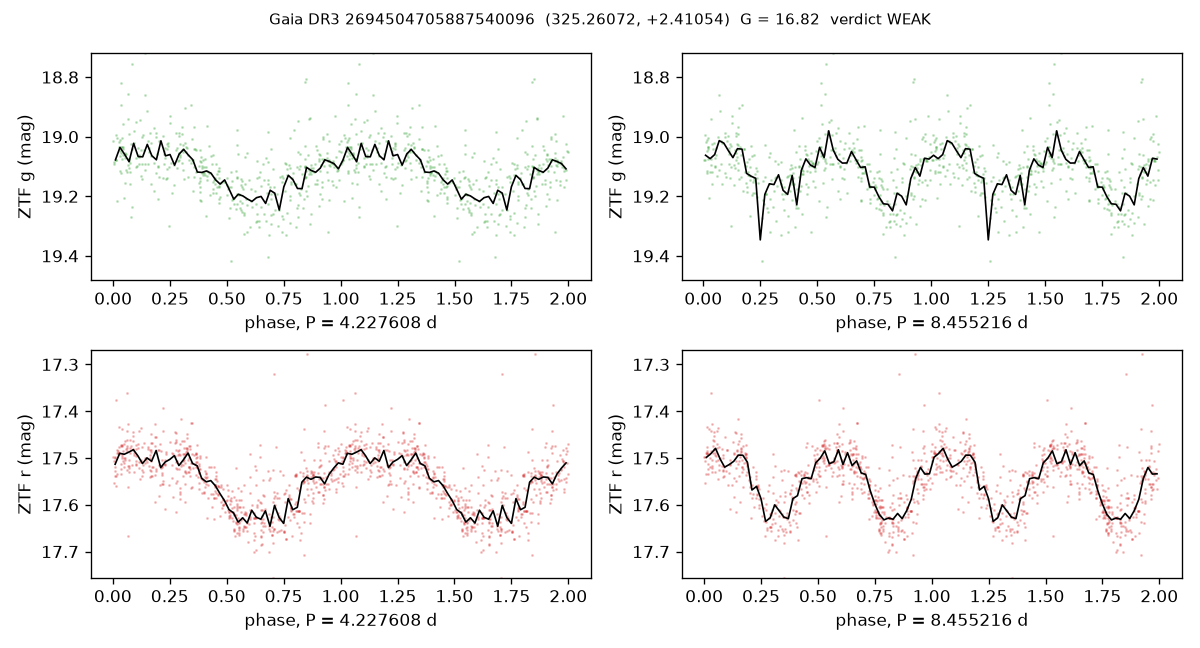 Gaia DR3 2694504705887540096 (325.26072, +2.41054) G = 16.82 verdict WEAK
ZTF g (mag)
18.8
19.0
19.2
19.4
0.00 0.25 0.50 0.75 1.00 1.25 1.50 1.75 2.00
phase, P = 4.227608 d
ZTF g (mag)
18.8
19.0
19.2
19.4
0.00 0.25 0.50 0.75 1.00 1.25 1.50 1.75 2.00
phase, P = 8.455216 d
ZTF r (mag)
17.3
17.4
17.5
17.6
17.7
0.00 0.25 0.50 0.75 1.00 1.25 1.50 1.75 2.00
phase, P = 4.227608 d
ZTF r (mag)
17.3
17.4
17.5
17.6
17.7
0.00 0.25 0.50 0.75 1.00 1.25 1.50 1.75 2.00
phase, P = 8.455216 d